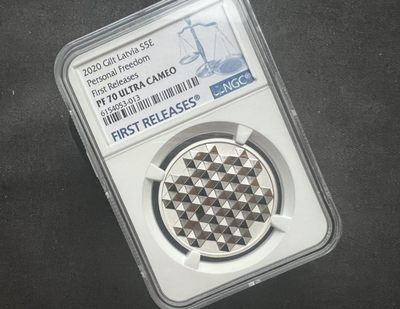 2020 Gilt Latvia S5E
Personal Freedom
First Releases
PF 70 ULTRA CAMEO
6154053-013
NGC
FIRST RELEASES®